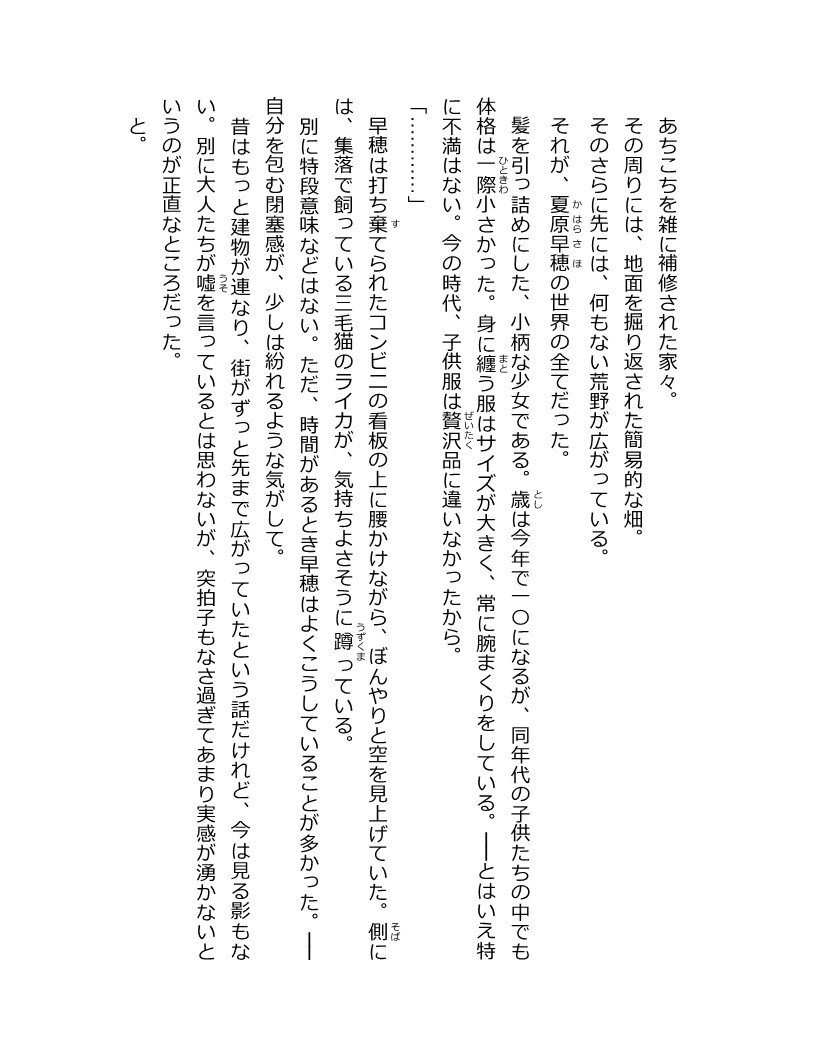 あちこちを雑に補修された家々。
その周りには、地面を掘り返された簡易的な畑。
そのさらに先には、何もない荒野が広がっている。
それが、夏原早穂の世界の全てだった。
髪を引っ詰めにした、小柄な少女である。歳は今年で一〇になるが、同年代の子供たちの中でも
体格は一際小さかった。身に纏う服はサイズが大きく、常に腕まくりをしている。――とはいえ特
に不満はない。今の時代、子供服は贅沢品に違いなかったから。
「…………」
早穂は打ち棄てられたコンビニの看板の上に腰かけながら、ぼんやりと空を見上げていた。側に
は、集落で飼っている三毛猫のライカが、気持ちよさそうに蹲っている。
別に特段意味などはない。ただ、時間があるとき早穂はよくこうしていることが多かった。――
自分を包む閉塞感が、少しは紛れるような気がして。
昔はもっと建物が連なり、街がずっと先まで広がっていたという話だけれど、今は見る影もな
い。別に大人たちが嘘を言っているとは思わないが、突拍子もなさ過ぎてあまり実感が湧かないと
いうのが正直なところだった。
と。